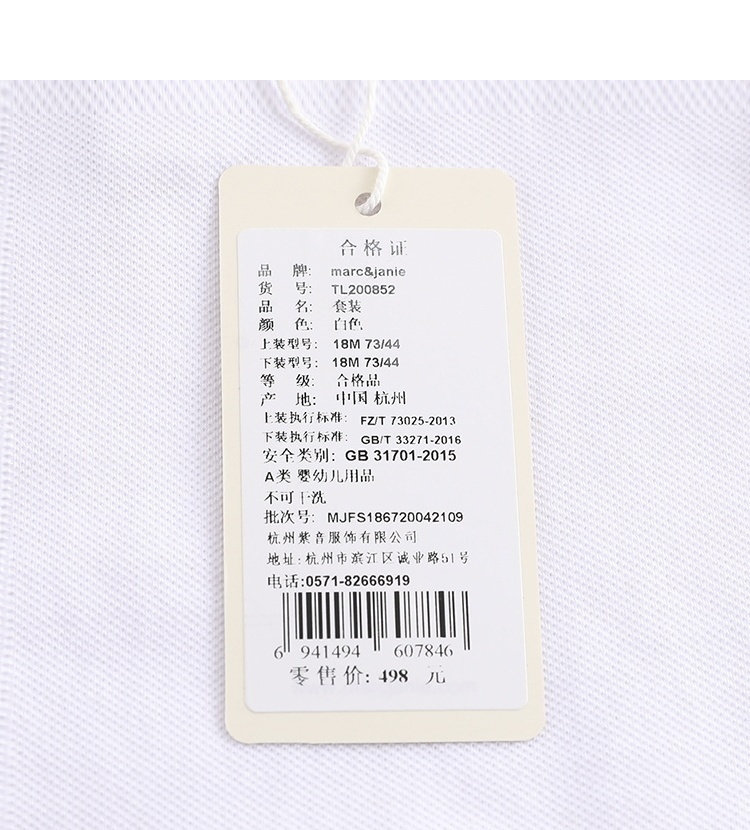 合格证
品 牌: marc&janie
货 号: TL200852
品 名: 套装
颜 色: 白色
上装型号: 18M 73/44
下装型号: 18M 73/44
等 级: 合格品
产 地: 中国 杭州
上装执行标准: FZ/T 73025-2013
下装执行标准: GB/T 33271-2016
安全类别: GB 31701-2015
A类 婴幼儿用品
不可干洗
批次号: MJFS186720042109
杭州紫音服饰有限公司
地址: 杭州市滨江区诚业路51号
电话:0571-82666919
6 941494 607846
零售价: 498 元